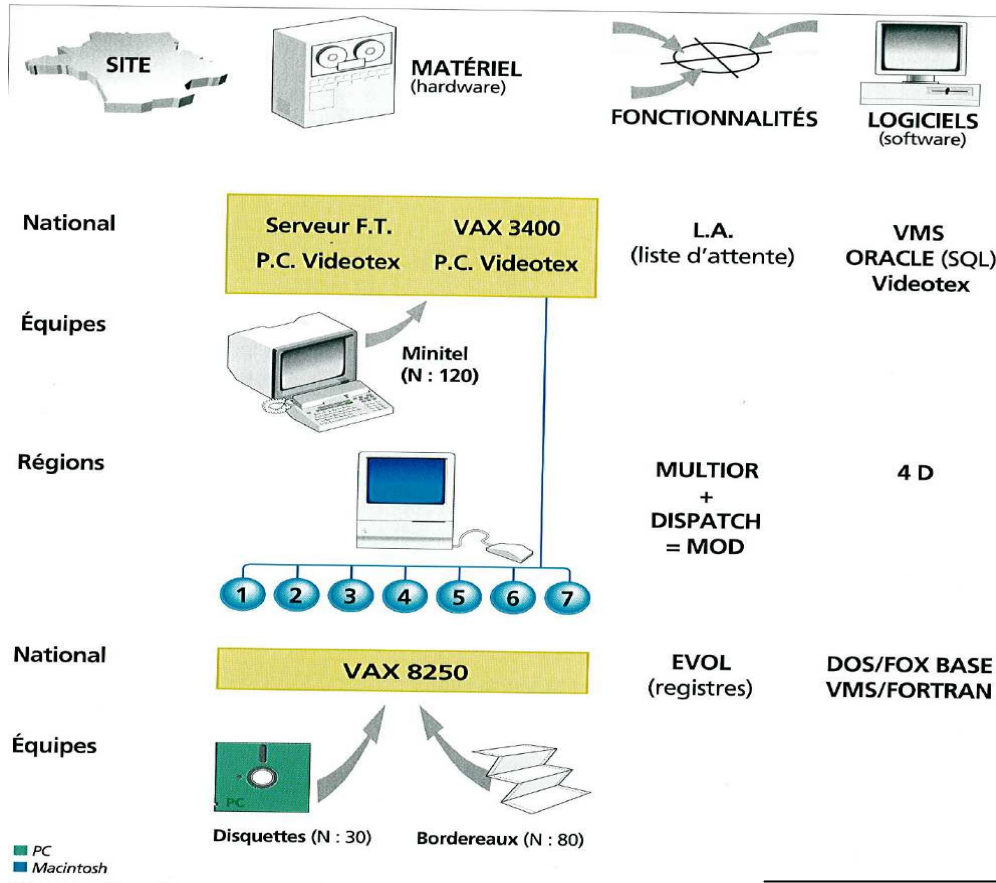 SITE
MATÉRIEL
(hardware)
FONCTIONNALITÉS
LOGICIELS
(software)
National
Serveur F.T. VAX 3400
P.C. Videotex P.C. Videotex
L.A.
(liste d'attente)
VMS
ORACLE (SQL)
Videotex
Équipes
Minitel
(N : 120)
Régions
MULTIOR
+
DISPATCH
= MOD
4 D
1 2 3 4 5 6 7
National
VAX 8250
EVOL
(registres)
DOS/FOX BASE
VMS/FORTRAN
Équipes
PC
Disquettes (N : 30)
Bordereaux (N : 80)
PC
Macintosh